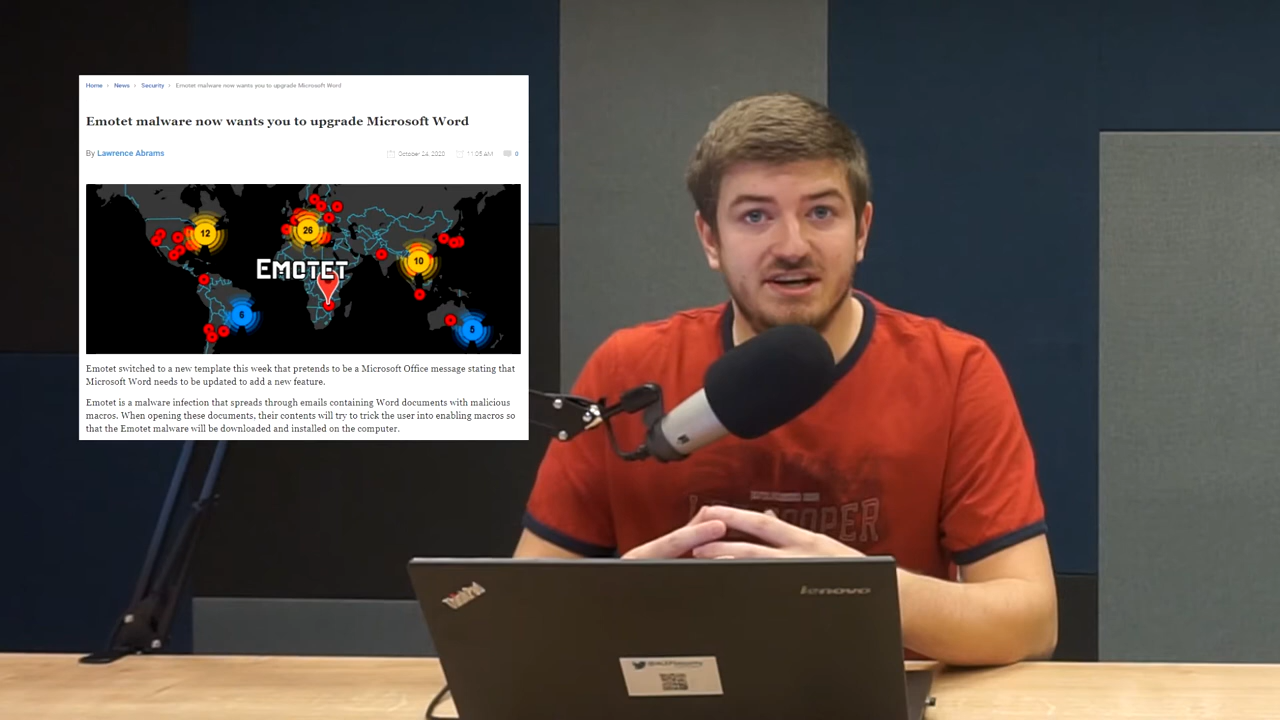 Home › News › Security › Emotet malware now wants you to upgrade Microsoft Word
Emotet malware now wants you to upgrade Microsoft Word
By Lawrence Abrams
October 24, 2020
11:05 AM
0
12
26
10
EMOTET
6
5
Emotet switched to a new template this week that pretends to be a Microsoft Office message stating that
Microsoft Word needs to be updated to add a new feature.
Emotet is a malware infection that spreads through emails containing Word documents with malicious
macros. When opening these documents, their contents will try to trick the user into enabling macros so
that the Emotet malware will be downloaded and installed on the computer.
ThinkPad
lenovo